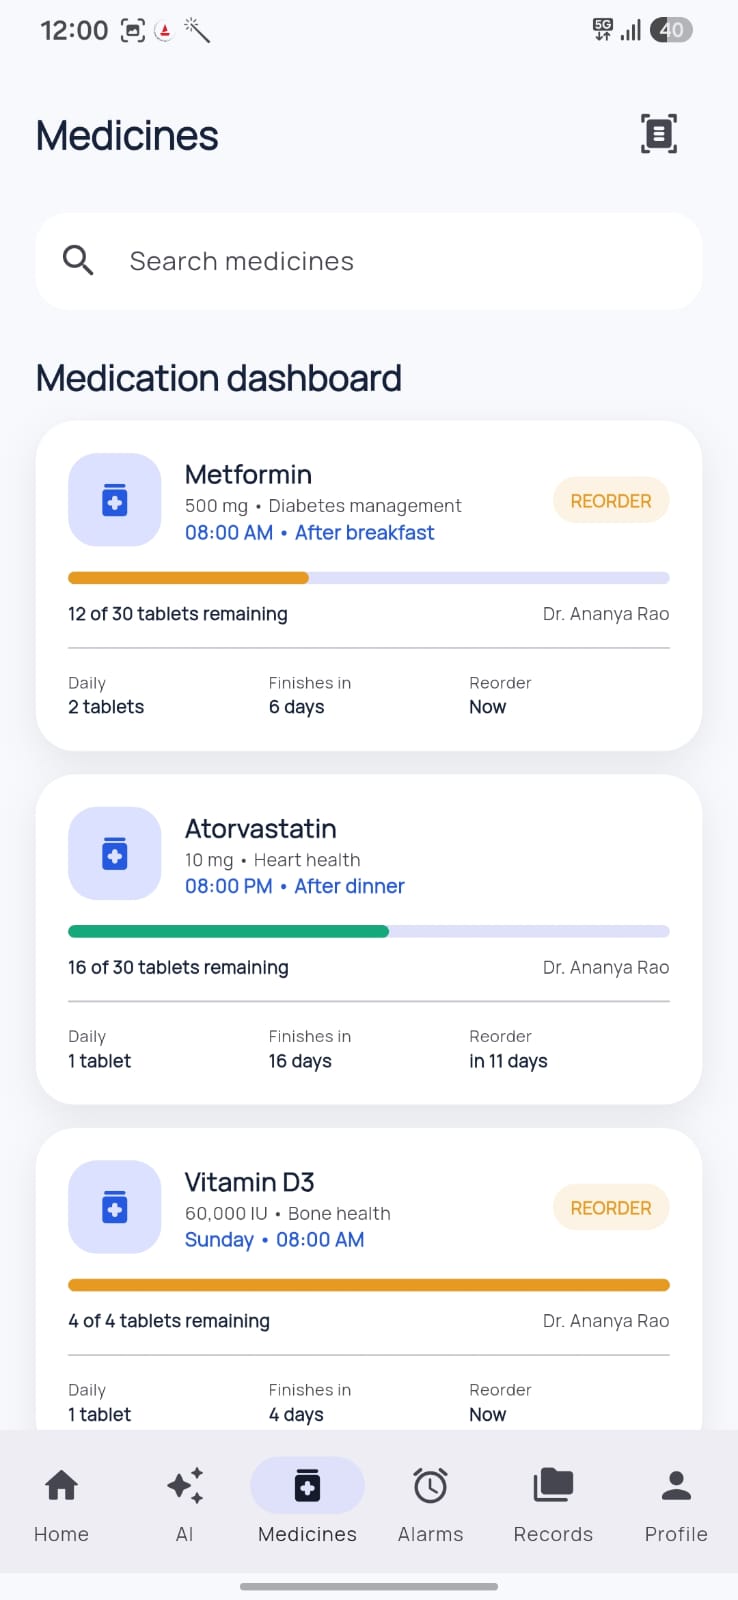 12:00
5G
40
Medicines
Search medicines
Medication dashboard
Metformin
500 mg • Diabetes management
REORDER
08:00 AM • After breakfast
12 of 30 tablets remaining
Dr. Ananya Rao
Daily
Finishes in
Reorder
2 tablets
6 days
Now
Atorvastatin
10 mg • Heart health
08:00 PM • After dinner
16 of 30 tablets remaining
Dr. Ananya Rao
Daily
Finishes in
Reorder
1 tablet
16 days
in 11 days
Vitamin D3
60,000 IU • Bone health
REORDER
Sunday • 08:00 AM
4 of 4 tablets remaining
Dr. Ananya Rao
Daily
Finishes in
Reorder
1 tablet
4 days
Now
Home
AI
Medicines
Alarms
Records
Profile